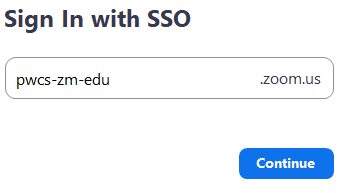 Sign In with SSO
pwcs-zm-edu .zoom.us
Continue